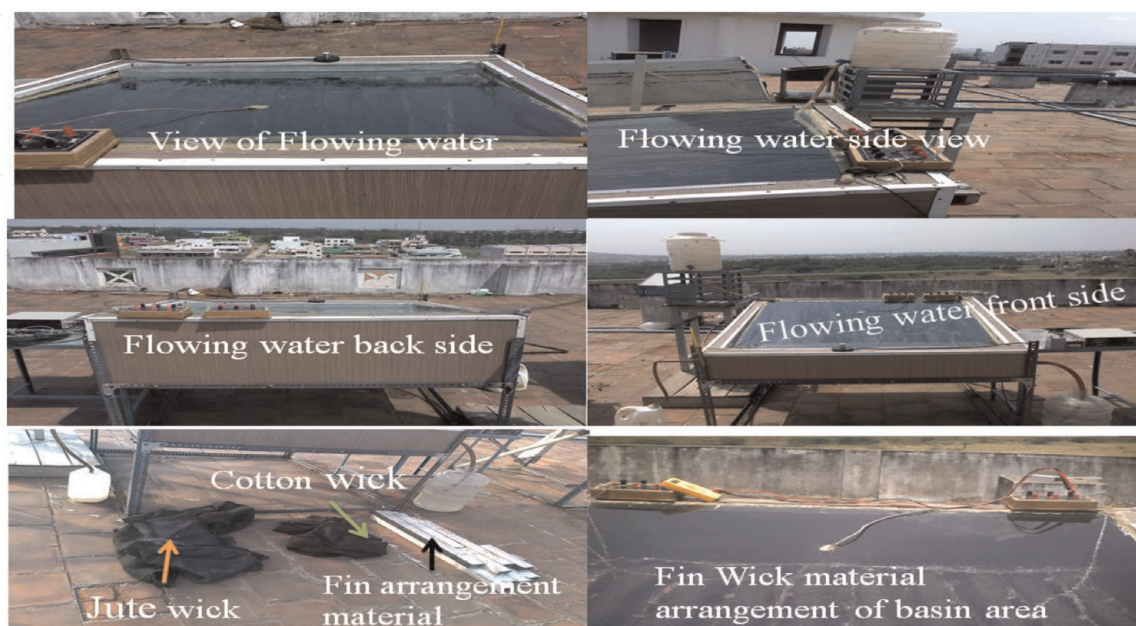 View of Flowing water
Flowing water side view
Flowing water back side
Flowing water front side
Cotton wick
Jute wick
Fin arrangement
material
Fin Wick material
arrangement of basin area